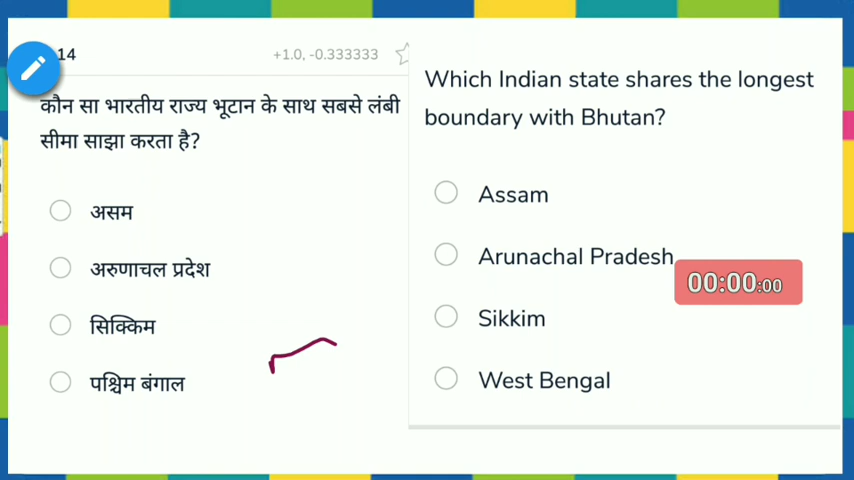 14
+1.0, -0.333333
कौन सा भारतीय राज्य भूटान के साथ सबसे लंबी
सीमा साझा करता है?
असम
अरुणाचल प्रदेश
सिक्किम
पश्चिम बंगाल
Which Indian state shares the longest
boundary with Bhutan?
Assam
Arunachal Pradesh
00:00:00
Sikkim
West Bengal